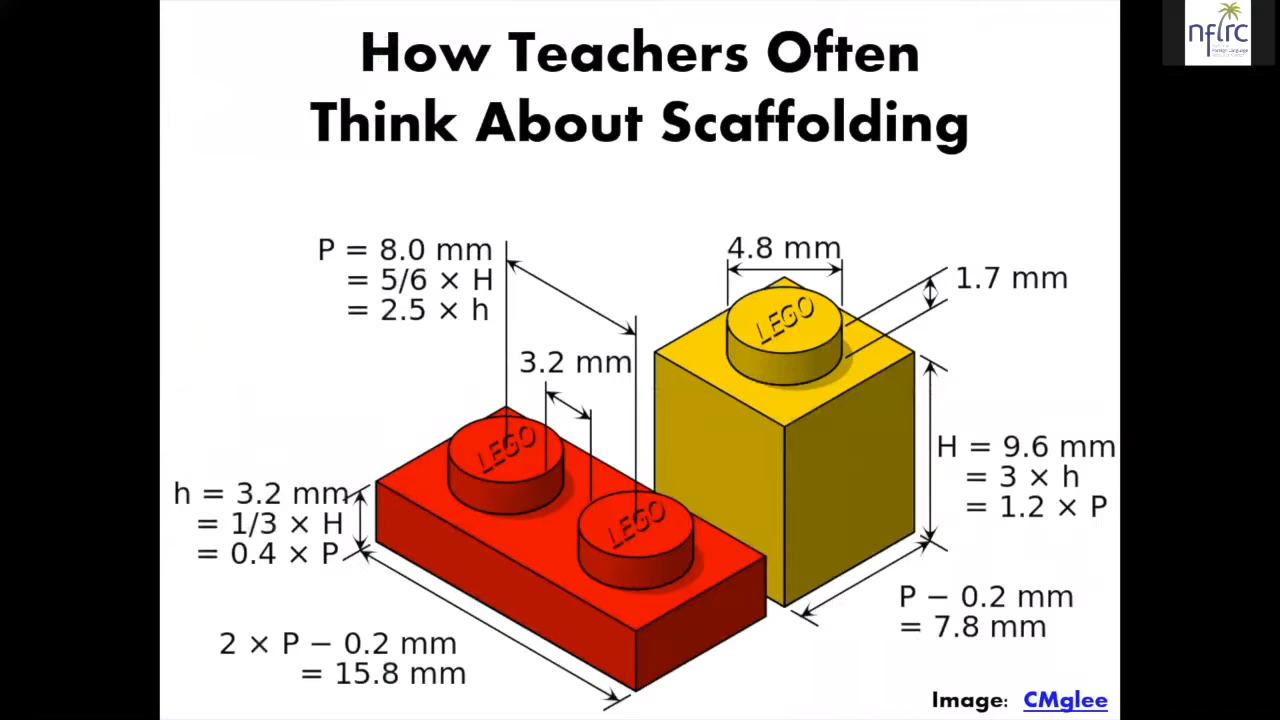 How Teachers Often
Think About Scaffolding
nflrc
Foreign Language
P = 8.0 mm
= 5/6 × H
= 2.5 × h
4.8 mm
1.7 mm
3.2 mm
LEGO
LEGO
LEGO
H = 9.6 mm
= 3 × h
= 1.2 × P
h = 3.2 mm
= 1/3 × H
= 0.4 × P
P − 0.2 mm
= 7.8 mm
2 × P − 0.2 mm
= 15.8 mm
Image: CMglee